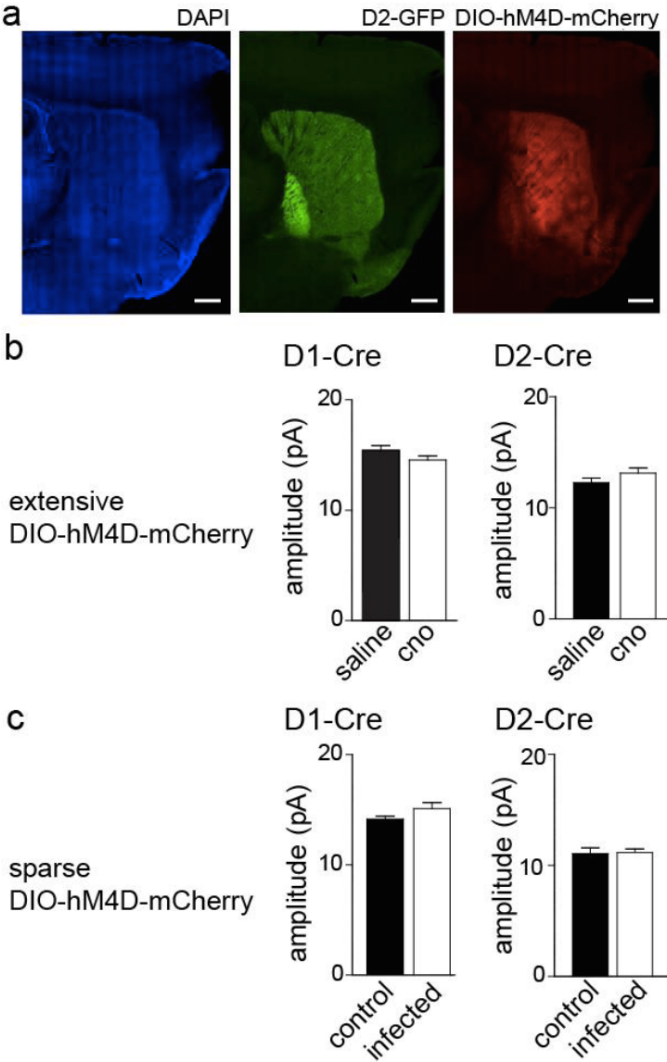 a
DAPI
D2-GFP
DIO-hM4D-mCherry
b
D1-Cre
D2-Cre
extensive
DIO-hM4D-mCherry
amplitude (pA)
20
10
0
saline
cno
amplitude (pA)
20
10
0
saline
cno
c
D1-Cre
D2-Cre
sparse
DIO-hM4D-mCherry
amplitude (pA)
20
10
0
control
infected
amplitude (pA)
20
10
0
control
infected